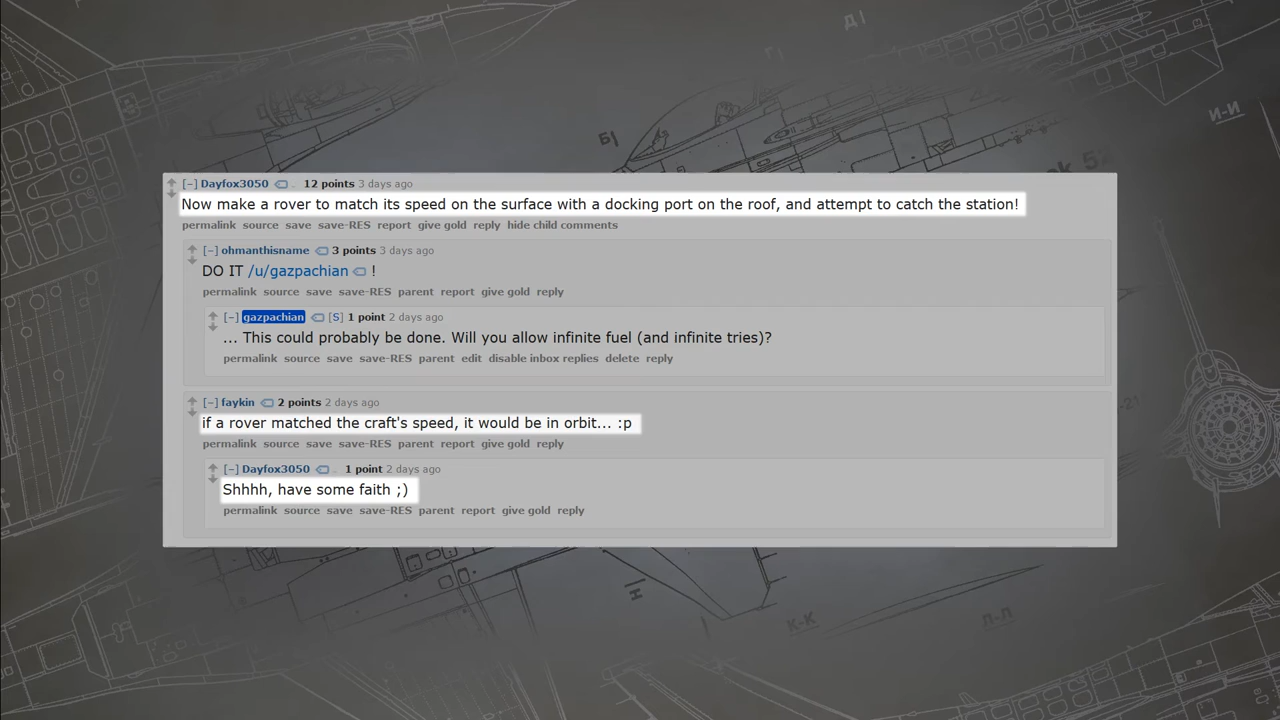 Д|
Г|
И-И
Б|
[−] Dayfox3050 12 points 3 days ago
Now make a rover to match its speed on the surface with a docking port on the roof, and attempt to catch the station!
permalink source save save-RES report give gold reply hide child comments
[−] ohmanthisname 3 points 3 days ago
DO IT /u/gazpachian !
permalink source save save-RES parent report give gold reply
[−] gazpachian [S] 1 point 2 days ago
... This could probably be done. Will you allow infinite fuel (and infinite tries)?
permalink source save save-RES parent edit disable inbox replies delete reply
[−] faykin 2 points 2 days ago
if a rover matched the craft's speed, it would be in orbit... :p
permalink source save save-RES parent report give gold reply
[−] Dayfox3050 1 point 2 days ago
Shhhh, have some faith ;)
permalink source save save-RES parent report give gold reply
К-К
Л-Л